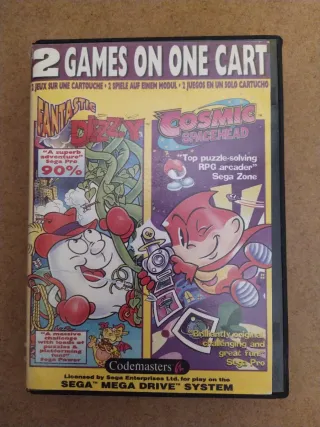 2 GAMES ON ONE CART
2 JEUX SUR UNE CARTOUCHE • 2 SPIELE AUF EINEM MODUL • 2 JUEGOS EN UN SOLO CARTUCHO
FANTASTIC
DIZZY
"A superb
adventure"
Sega Pro
90%
COSMIC
SPACEHEAD
"Top puzzle-solving
RPG arcader"
Sega Zone
"A massive
challenge
with loads of
puzzles &
platforming
too!"
Sega Power
"Brilliantly original,
challenging and
great fun"
Sega Pro
Codemasters
Licensed by Sega Enterprises Ltd. for play on the
SEGA™ MEGA DRIVE™ SYSTEM